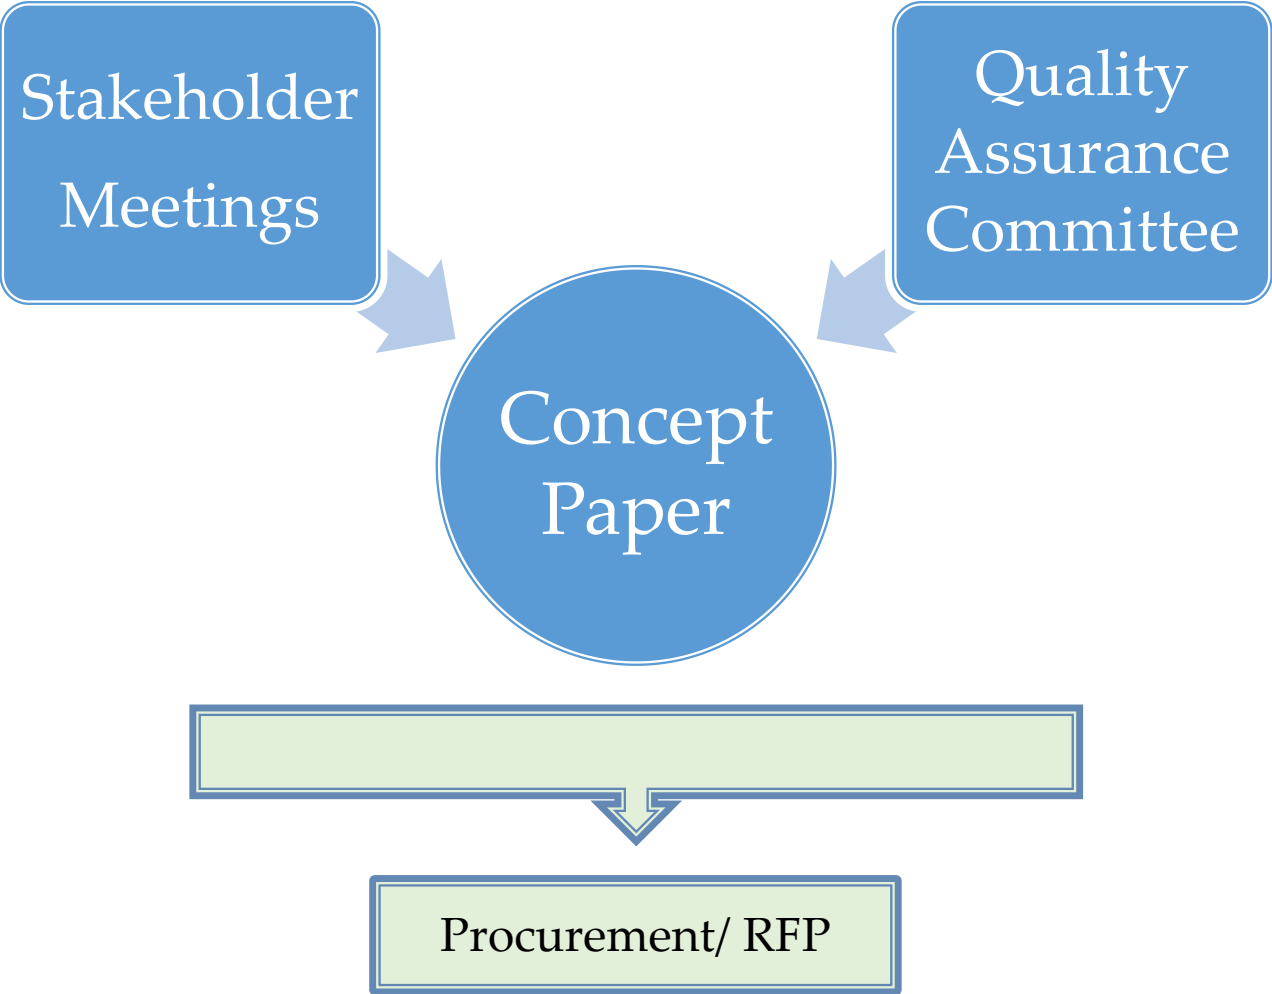 Stakeholder
Meetings
Quality
Assurance
Committee
Concept
Paper
Procurement/ RFP